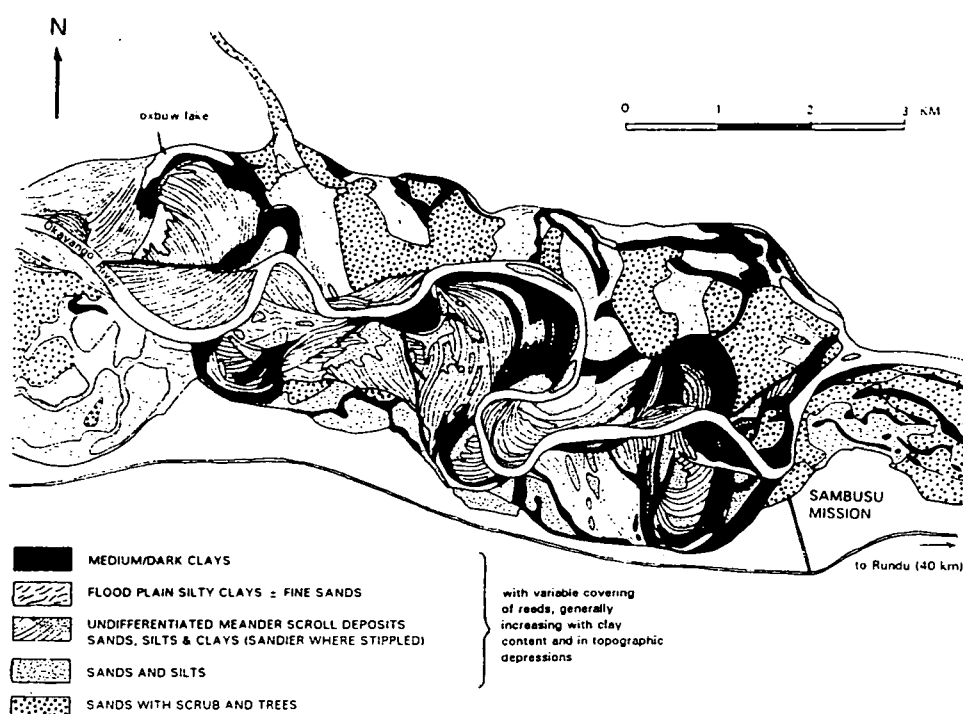 N
oxbow lake
0 1 2 3 KM
Okavango
SAMBUSU
MISSION
to Rundu (40 km)
MEDIUM/DARK CLAYS
FLOOD PLAIN SILTY CLAYS ± FINE SANDS
UNDIFFERENTIATED MEANDER SCROLL DEPOSITS
SANDS, SILTS & CLAYS (SANDIER WHERE STIPPLED)
SANDS AND SILTS
SANDS WITH SCRUB AND TREES
with variable covering
of reeds, generally
increasing with clay
content and in topographic
depressions